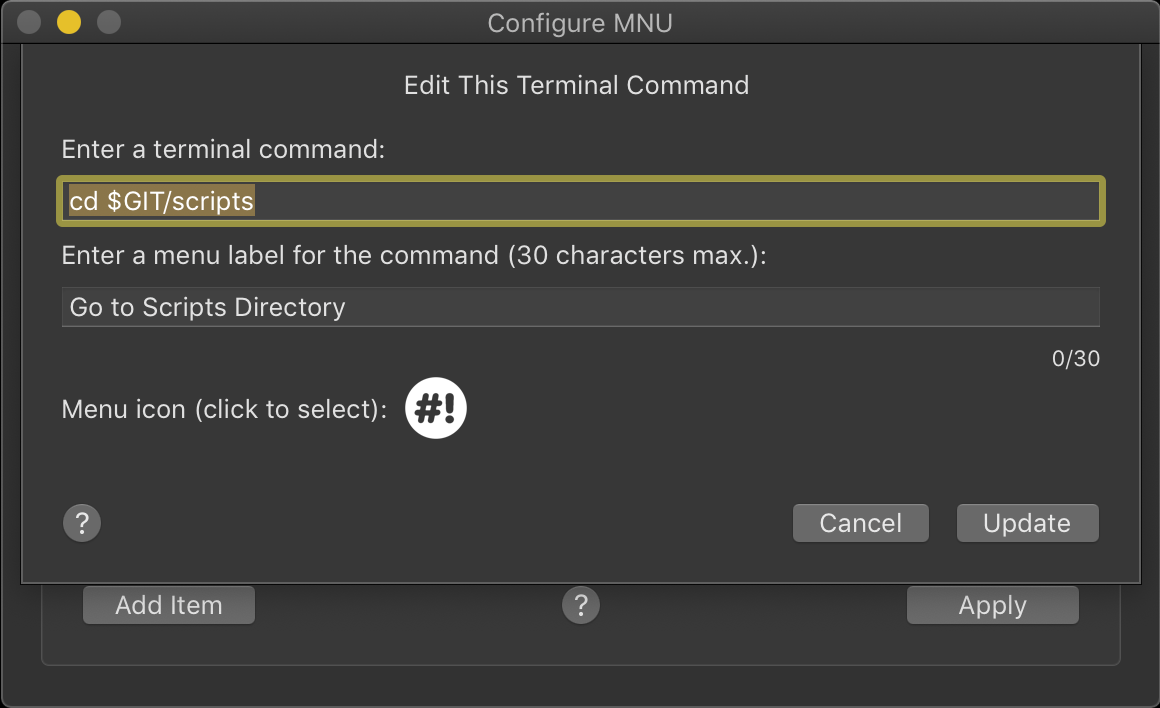 Configure MNU
Edit This Terminal Command
Enter a terminal command:
cd $GIT/scripts
Enter a menu label for the command (30 characters max.):
Go to Scripts Directory
0/30
Menu icon (click to select): #!
? Cancel Update
Add Item ? Apply